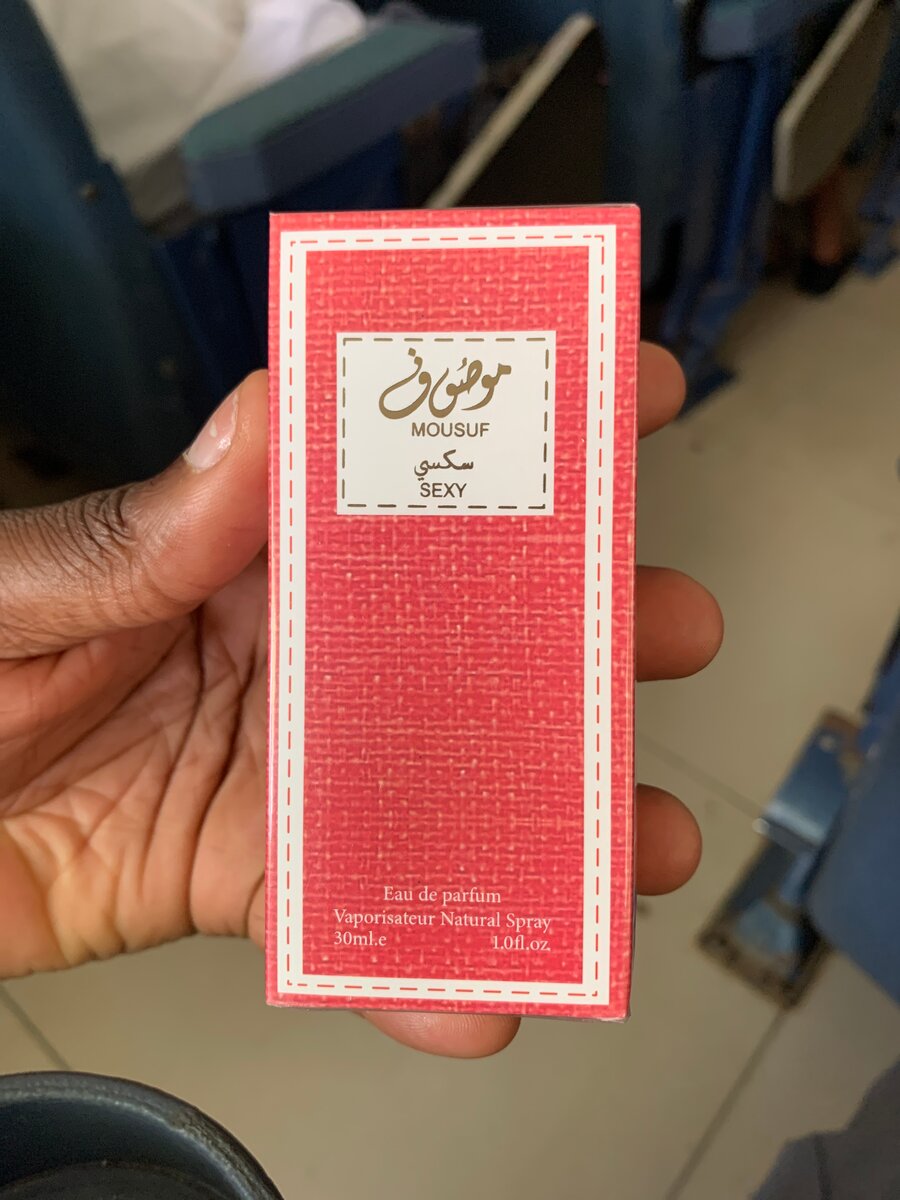 موصوف
MOUSUF
سكسي
SEXY
Eau de parfum
Vaporisateur Natural Spray
30ml.e 1.0fl.oz.